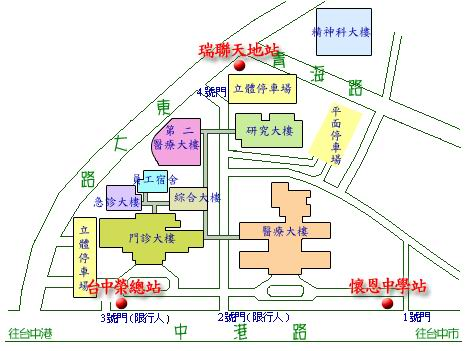 精神科大樓
瑞聯天地站
青海路
4號門
立體停車場
平面停車場
東大路
第二
醫療大樓
研究大樓
員工宿舍
急診大樓
綜合大樓
立體停車場
門診大樓
醫療大樓
台中榮總站
懷恩中學站
3號門(限行人)
2號門(限行人)
1號門
往台中港
中港路
往台中市